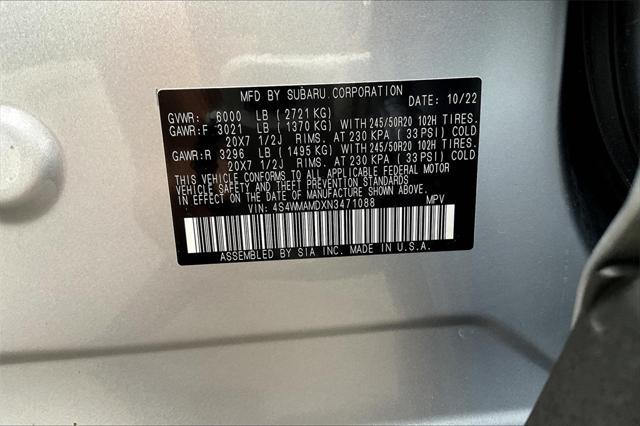 MFD BY SUBARU CORPORATION
DATE: 10/22
GVWR: 6000 LB (2721 KG)
GAWR:F 3021 LB (1370 KG) WITH 245/50R20 102H TIRES.
20X7 1/2J RIMS. AT 230 KPA (33 PSI) COLD
GAWR:R 3296 LB (1495 KG) WITH 245/50R20 102H TIRES.
20X7 1/2J RIMS. AT 230 KPA (33 PSI) COLD
THIS VEHICLE CONFORMS TO ALL APPLICABLE FEDERAL MOTOR
VEHICLE SAFETY AND THEFT PREVENTION STANDARDS
IN EFFECT ON THE DATE OF MANUFACTURE SHOWN ABOVE.
VIN: 4S4WMAMDXN3471088 MPV
ASSEMBLED BY SIA INC. MADE IN U.S.A.